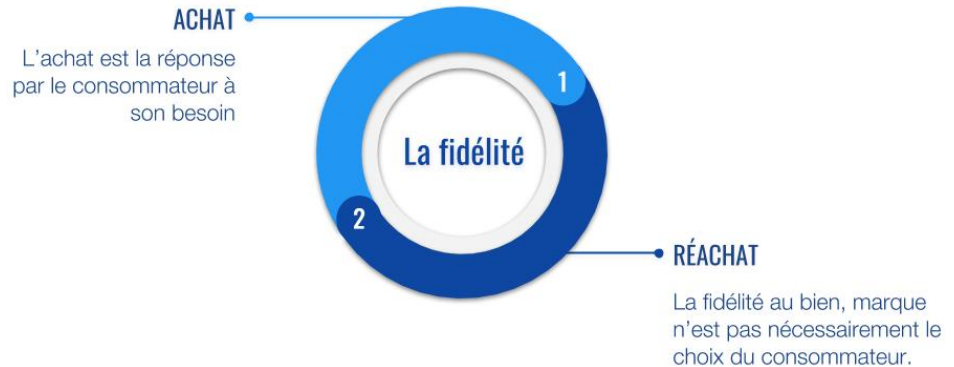 ACHAT
L'achat est la réponse
par le consommateur à
son besoin
1
La fidélité
2
RÉACHAT
La fidélité au bien, marque
n'est pas nécessairement le
choix du consommateur.